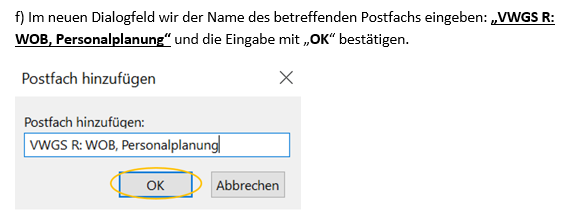 f) Im neuen Dialogfeld wir der Name des betreffenden Postfachs eingeben: „VWGS R:
WOB, Personalplanung“ und die Eingabe mit „OK“ bestätigen.
Postfach hinzufügen
Postfach hinzufügen:
VWGS R: WOB, Personalplanung
OK Abbrechen